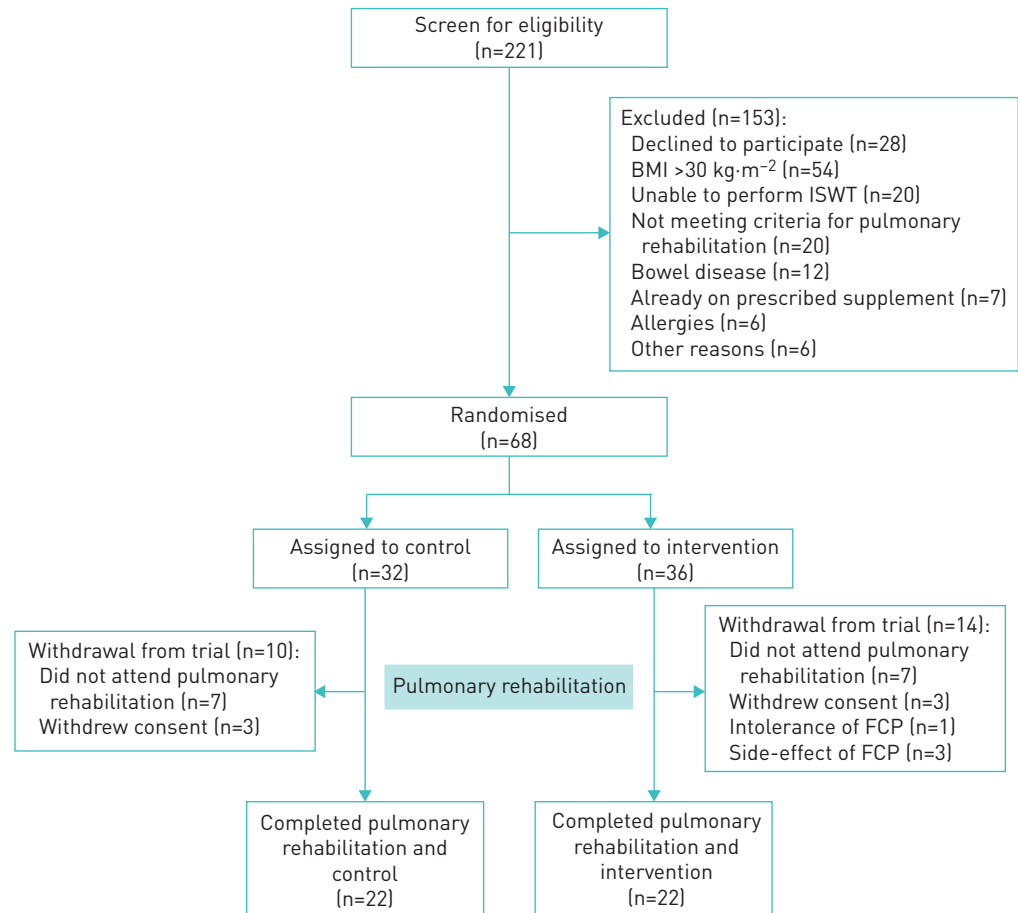 Screen for eligibility
(n=221)
Excluded (n=153):
Declined to participate (n=28)
BMI >30 kg·m⁻² (n=54)
Unable to perform ISWT (n=20)
Not meeting criteria for pulmonary
rehabilitation (n=20)
Bowel disease (n=12)
Already on prescribed supplement (n=7)
Allergies (n=6)
Other reasons (n=6)
Randomised
(n=68)
Assigned to control
(n=32)
Assigned to intervention
(n=36)
Withdrawal from trial (n=10):
Did not attend pulmonary
rehabilitation (n=7)
Withdrew consent (n=3)
Pulmonary rehabilitation
Withdrawal from trial (n=14):
Did not attend pulmonary
rehabilitation (n=7)
Withdrew consent (n=3)
Intolerance of FCP (n=1)
Side-effect of FCP (n=3)
Completed pulmonary
rehabilitation and
control
(n=22)
Completed pulmonary
rehabilitation and
intervention
(n=22)